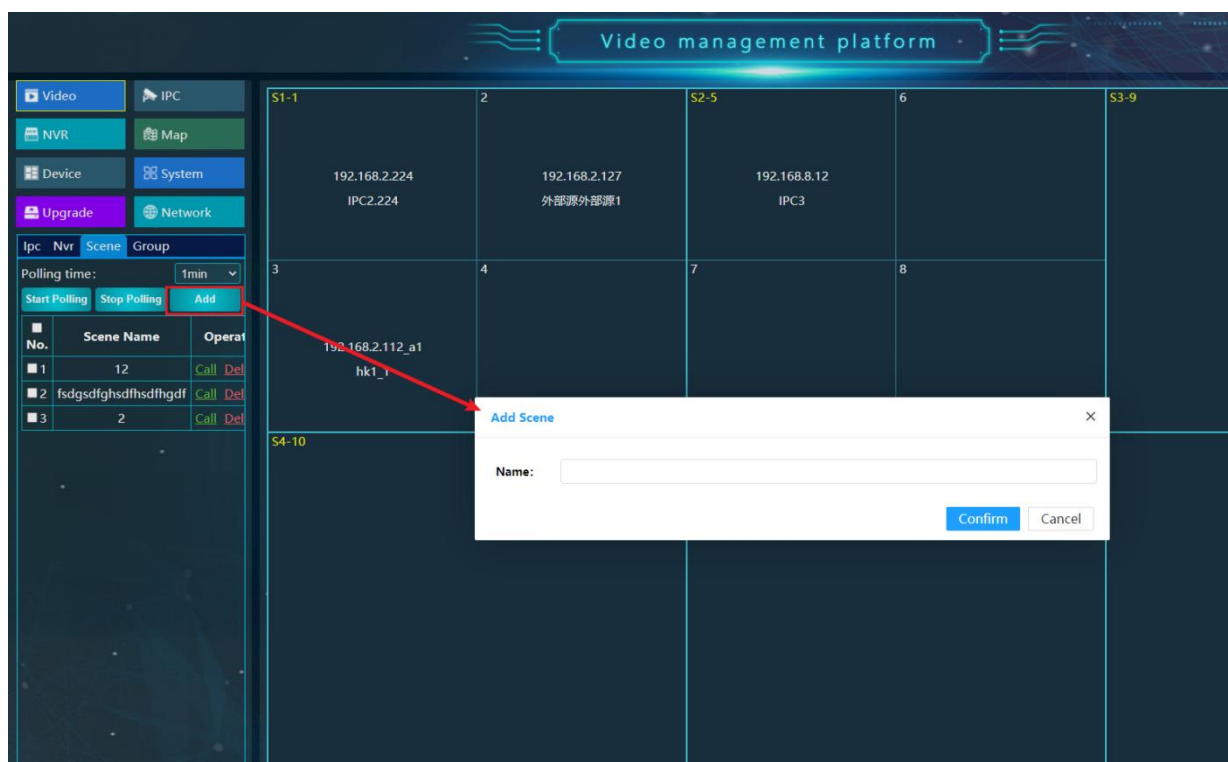 Video management platform
Video
IPC
NVR
Map
Device
System
Upgrade
Network
Ipc Nvr Scene Group
Polling time:
1min
Start Polling Stop Polling Add
No. Scene Name Operat
1 12 Call Del
2 fsdgsdfghsdfhsdfhgdf Call Del
3 2 Call Del
S1-1
2
S2-5
6
S3-9
192.168.2.224
IPC2.224
192.168.2.127
外部源外部源1
192.168.8.12
IPC3
3
4
7
8
192.168.2.112_a1
hk1_1
S4-10
Add Scene
Name:
Confirm Cancel